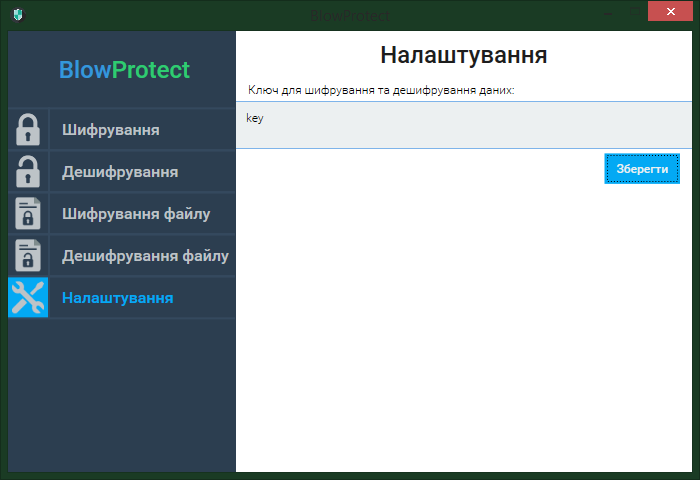 BlowProtect
BlowProtect
Шифрування
Дешифрування
Шифрування файлу
Дешифрування файлу
Налаштування
Налаштування
Ключ для шифрування та дешифрування даних:
key
Зберегти